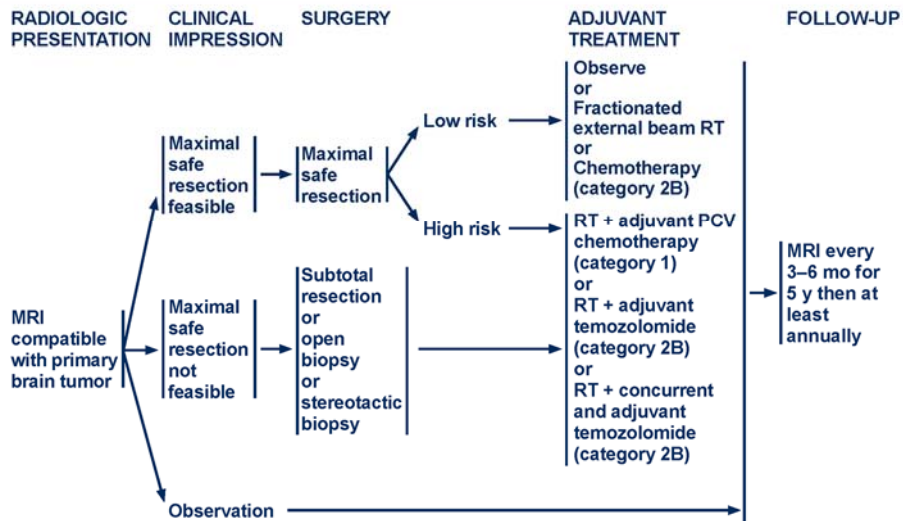 RADIOLOGIC
PRESENTATION
CLINICAL
IMPRESSION
SURGERY
ADJUVANT
TREATMENT
FOLLOW-UP
MRI
compatible
with primary
brain tumor
Maximal
safe
resection
feasible
Maximal
safe
resection
Low risk
High risk
Observe
or
Fractionated
external beam RT
or
Chemotherapy
(category 2B)
RT + adjuvant PCV
chemotherapy
(category 1)
or
RT + adjuvant
temozolomide
(category 2B)
or
RT + concurrent
and adjuvant
temozolomide
(category 2B)
Maximal
safe
resection
not
feasible
Subtotal
resection
or
open
biopsy
or
stereotactic
biopsy
Observation
MRI every
3–6 mo for
5 y then at
least
annually